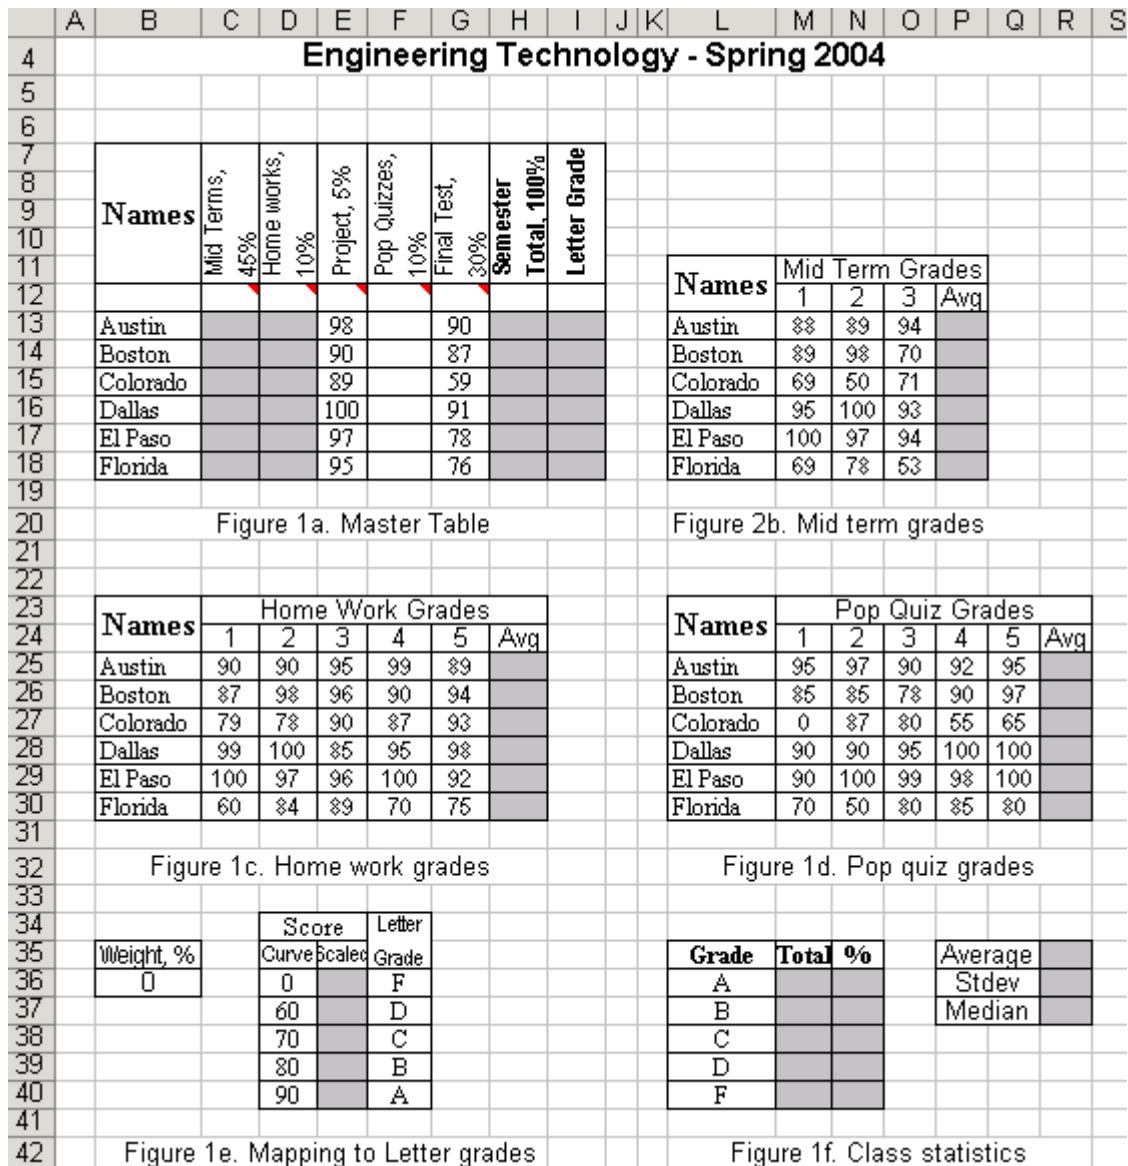 A B C D E F G H I J K L M N O P Q R S
4 Engineering Technology - Spring 2004
5
6
7
8
9
10
11
12
Names Mid Terms, 45% Home works, 10% Project, 5% Pop Quizzes, 10% Final Test, 30% Semester Total, 100% Letter Grade
Names Mid Term Grades
1 2 3 Avg
13 Austin 98 90 Austin 88 89 94
14 Boston 90 87 Boston 89 98 70
15 Colorado 89 59 Colorado 69 50 71
16 Dallas 100 91 Dallas 95 100 93
17 El Paso 97 78 El Paso 100 97 94
18 Florida 95 76 Florida 69 78 53
19
20 Figure 1a. Master Table Figure 2b. Mid term grades
21
22
23 Names Home Work Grades Names Pop Quiz Grades
24 1 2 3 4 5 Avg 1 2 3 4 5 Avg
25 Austin 90 90 95 99 89 Austin 95 97 90 92 95
26 Boston 87 98 96 90 94 Boston 85 85 78 90 97
27 Colorado 79 78 90 87 93 Colorado 0 87 80 55 65
28 Dallas 99 100 85 95 98 Dallas 90 90 95 100 100
29 El Paso 100 97 96 100 92 El Paso 90 100 99 98 100
30 Florida 60 84 89 70 75 Florida 70 50 80 85 80
31
32 Figure 1c. Home work grades Figure 1d. Pop quiz grades
33
34 Score Letter
35 Weight, % Curve Scaled Grade Grade Total % Average
36 0 0 F A Stdev
37 60 D B Median
38 70 C C
39 80 B D
40 90 A F
41
42 Figure 1e. Mapping to Letter grades Figure 1f. Class statistics